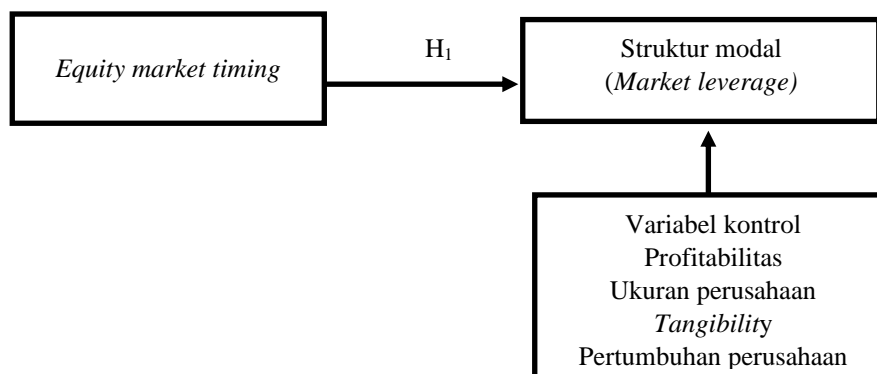 Equity market timing
H1
Struktur modal
(Market leverage)
Variabel kontrol
Profitabilitas
Ukuran perusahaan
Tangibility
Pertumbuhan perusahaan